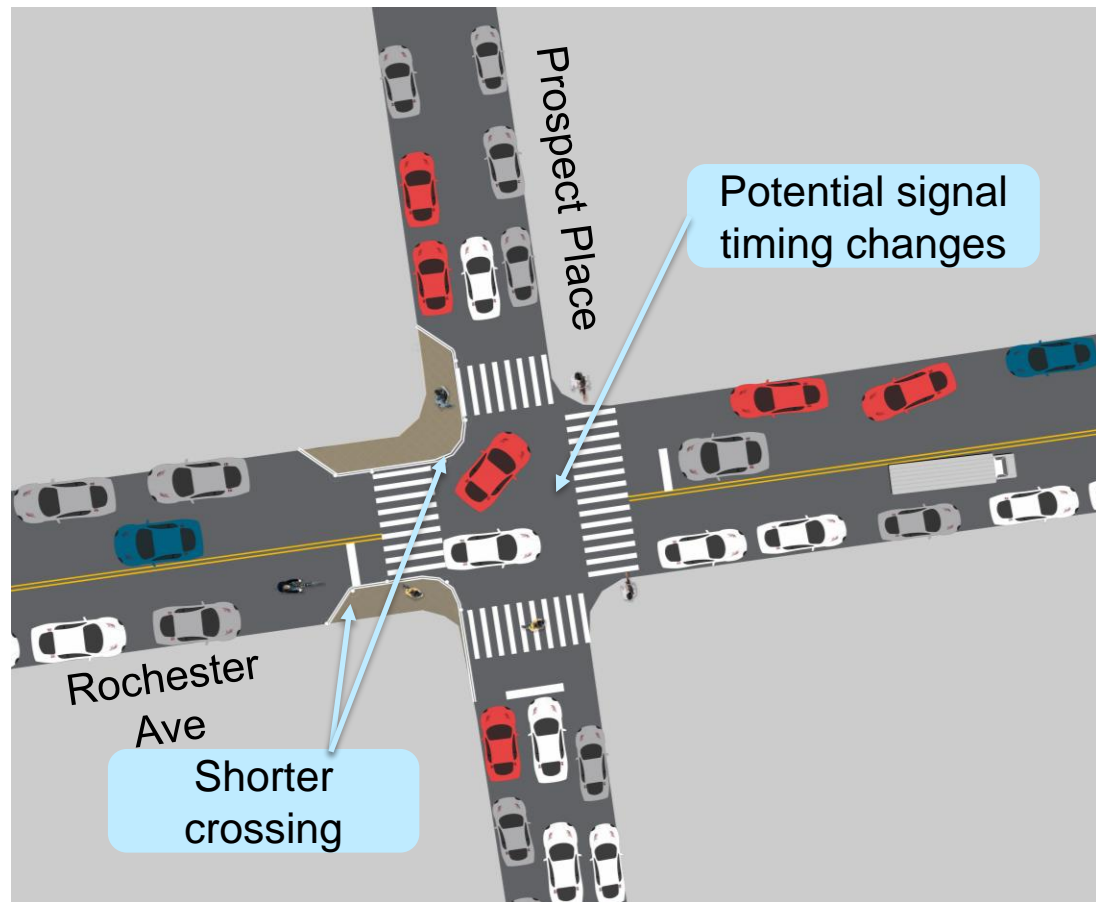 Prospect Place
Potential signal
timing changes
Rochester
Ave
Shorter
crossing